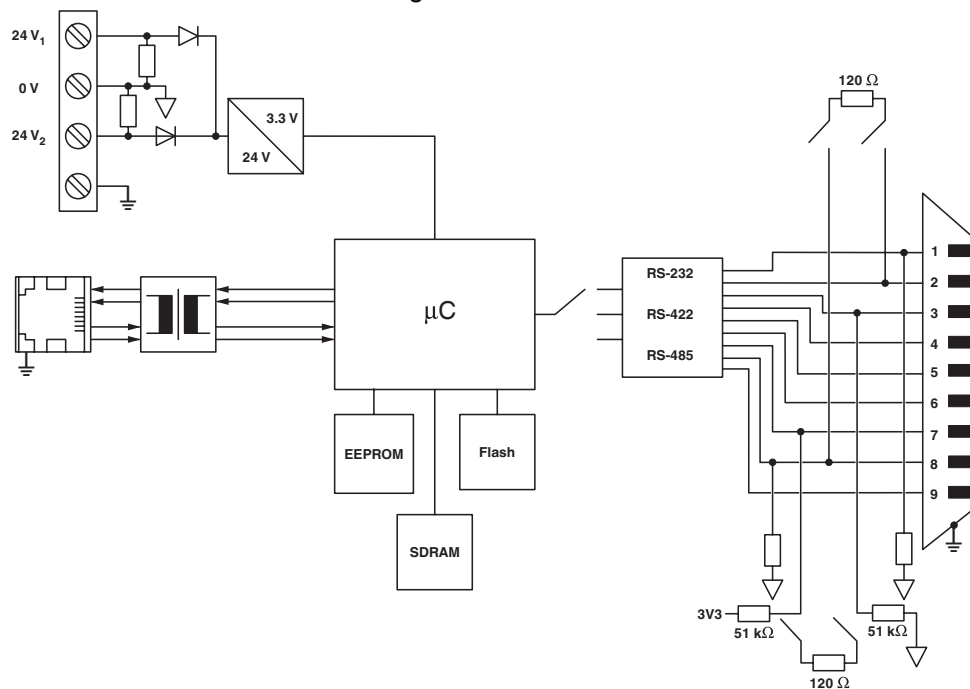 24 V1
0 V
24 V2
3.3 V
24 V
120 Ω
µC
RS-232
RS-422
RS-485
1
2
3
4
5
6
7
8
9
EEPROM
Flash
SDRAM
3V3
51 kΩ
51 kΩ
120 Ω